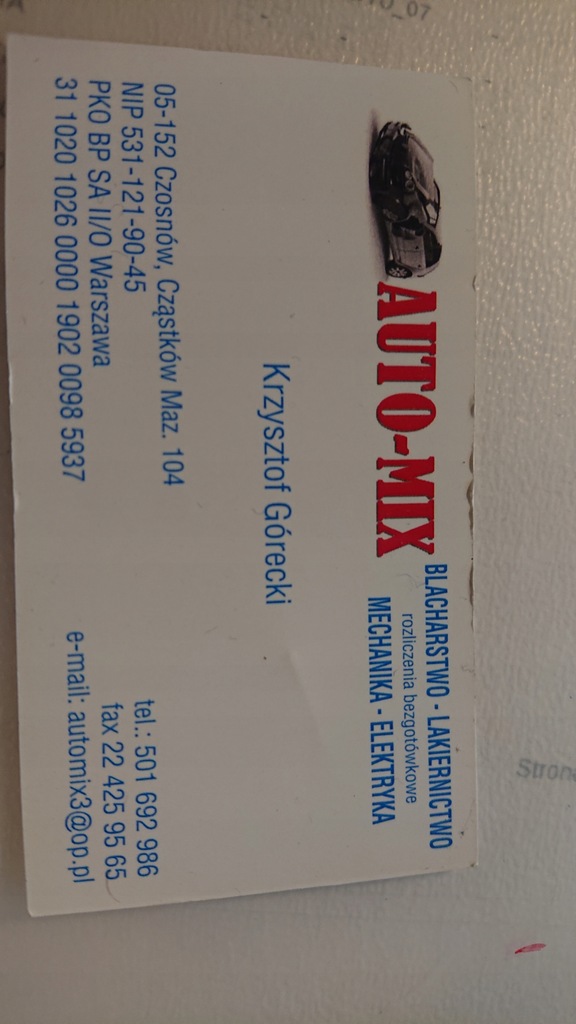 AUTO-MIX
BLACHARSTWO - LAKIERNICTWO
rozliczenia bezgotówkowe
MECHANIKA - ELEKTRYKA
Krzysztof Górecki
05-152 Czosnów, Cząstków Maz. 104
NIP 531-121-90-45
PKO BP SA II/O Warszawa
31 1020 1026 0000 1902 0098 5937
tel.: 501 692 986
fax 22 425 95 65
e-mail: automix3@op.pl
Strona